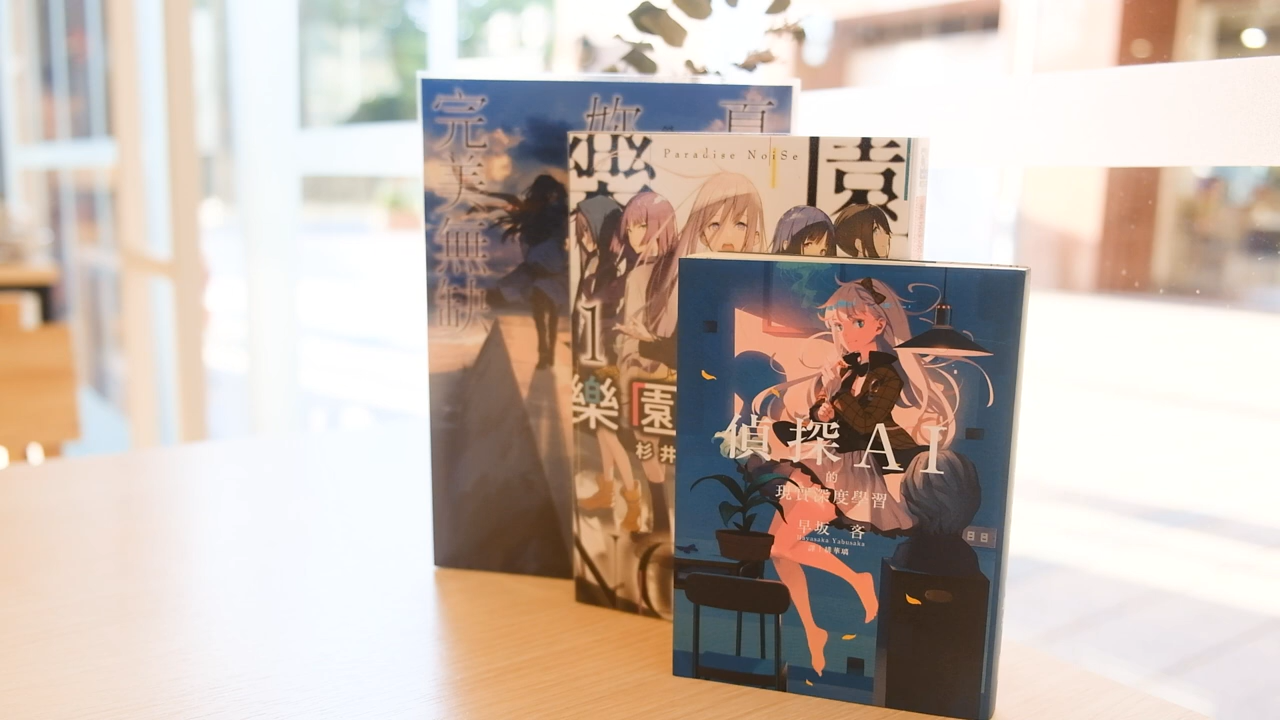 完美無缺
Paradise NoiSe
園
1
樂「園
杉井
偵探AI
的
現實深度學習
早坂 吝
Hayasaka Yabusaka